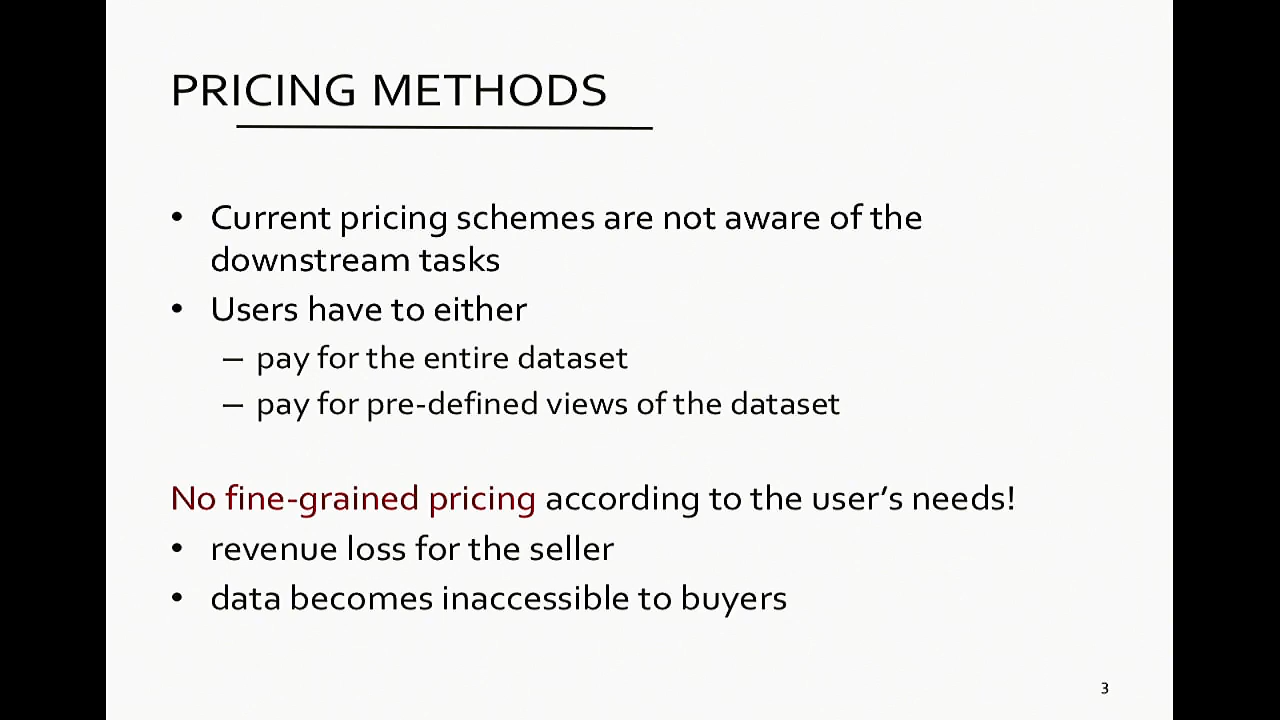 PRICING METHODS
• Current pricing schemes are not aware of the
downstream tasks
• Users have to either
– pay for the entire dataset
– pay for pre-defined views of the dataset
No fine-grained pricing according to the user’s needs!
• revenue loss for the seller
• data becomes inaccessible to buyers
3